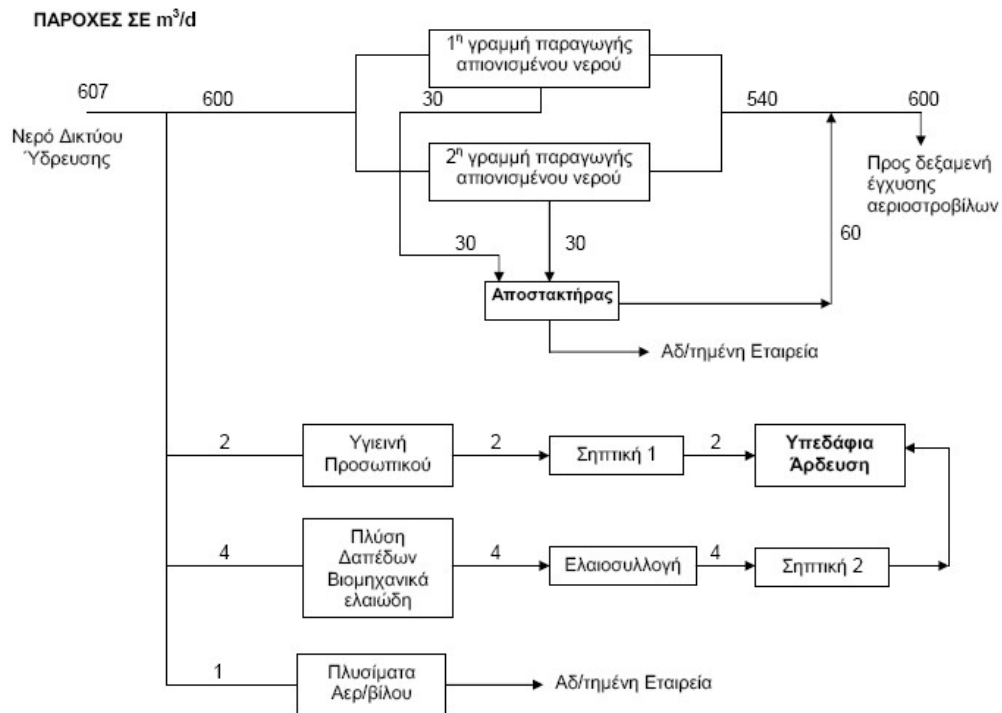 ΠΑΡΟΧΕΣ ΣΕ m³/d
1η γραμμή παραγωγής
απιονισμένου νερού
607
600
30
540
600
Νερό Δικτύου
Ύδρευσης
2η γραμμή παραγωγής
απιονισμένου νερού
Προς δεξαμενή
έγχυσης
αεριοστροβίλων
30
30
60
Αποστακτήρας
Αδ/τημένη Εταιρεία
2
Υγιεινή
Προσωπικού
2
Σηπτική 1
2
Υπεδάφια
Άρδευση
4
Πλύση
Δαπέδων
Βιομηχανικά
ελαιώδη
4
Ελαιοσυλλογή
4
Σηπτική 2
1
Πλυσίματα
Αερ/βίλου
Αδ/τημένη Εταιρεία